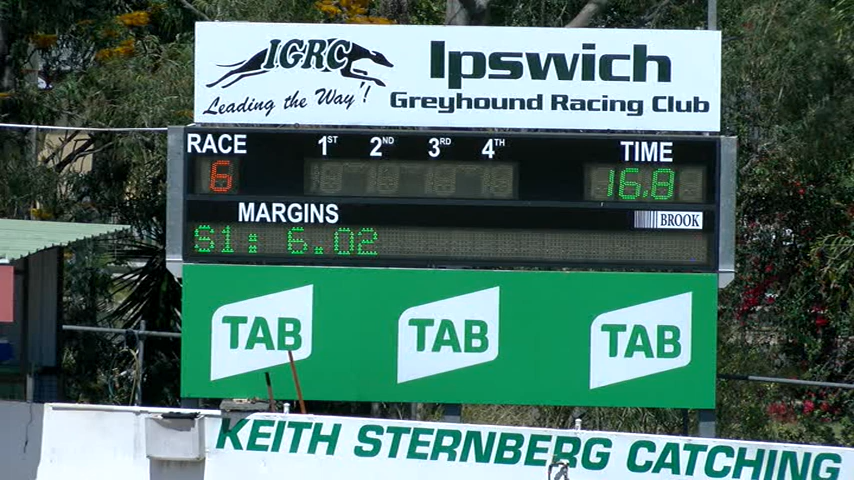 IGRC
Leading the Way!
Ipswich
Greyhound Racing Club
RACE 1ST 2ND 3RD 4TH TIME
6 16.8
MARGINS BROOK
S1: 6.02
TAB TAB TAB
KEITH STERNBERG CATCHING